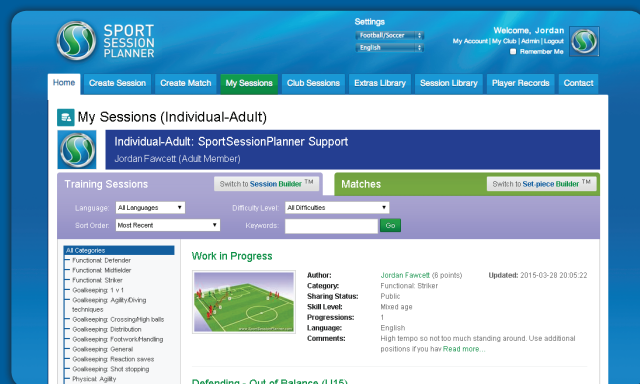 SPORT
SESSION
PLANNER
Settings
Football/Soccer
English
Welcome, Jordan
My Account | My Club | Admin | Logout
Remember Me
Home
Create Session
Create Match
My Sessions
Club Sessions
Extras Library
Session Library
Player Records
Contact
My Sessions (Individual-Adult)
Individual-Adult: SportSessionPlanner Support
Jordan Fawcett (Adult Member)
Training Sessions
Switch to Session Builder TM
Matches
Switch to Set-piece Builder TM
Language: All Languages
Difficulty Level: All Difficulties
Sort Order: Most Recent
Keywords:
Go
All Categories
Functional: Defender
Functional: Midfielder
Functional: Striker
Goalkeeping: 1 v 1
Goalkeeping: Agility/Diving
techniques
Goalkeeping: Crossing/High balls
Goalkeeping: Distribution
Goalkeeping: Footwork/Handling
Goalkeeping: General
Goalkeeping: Reaction saves
Goalkeeping: Shot stopping
Physical: Agility
Work in Progress
www.SportSessionPlanner.com
Author: Jordan Fawcett (6 points)
Updated: 2015-03-28 20:05:22
Category: Functional: Striker
Sharing Status: Public
Skill Level: Mixed age
Progressions: 1
Language: English
Comments: High tempo so not too much standing around. Use additional
positions if you hav Read more...
Defending - Out of Balance (U15)